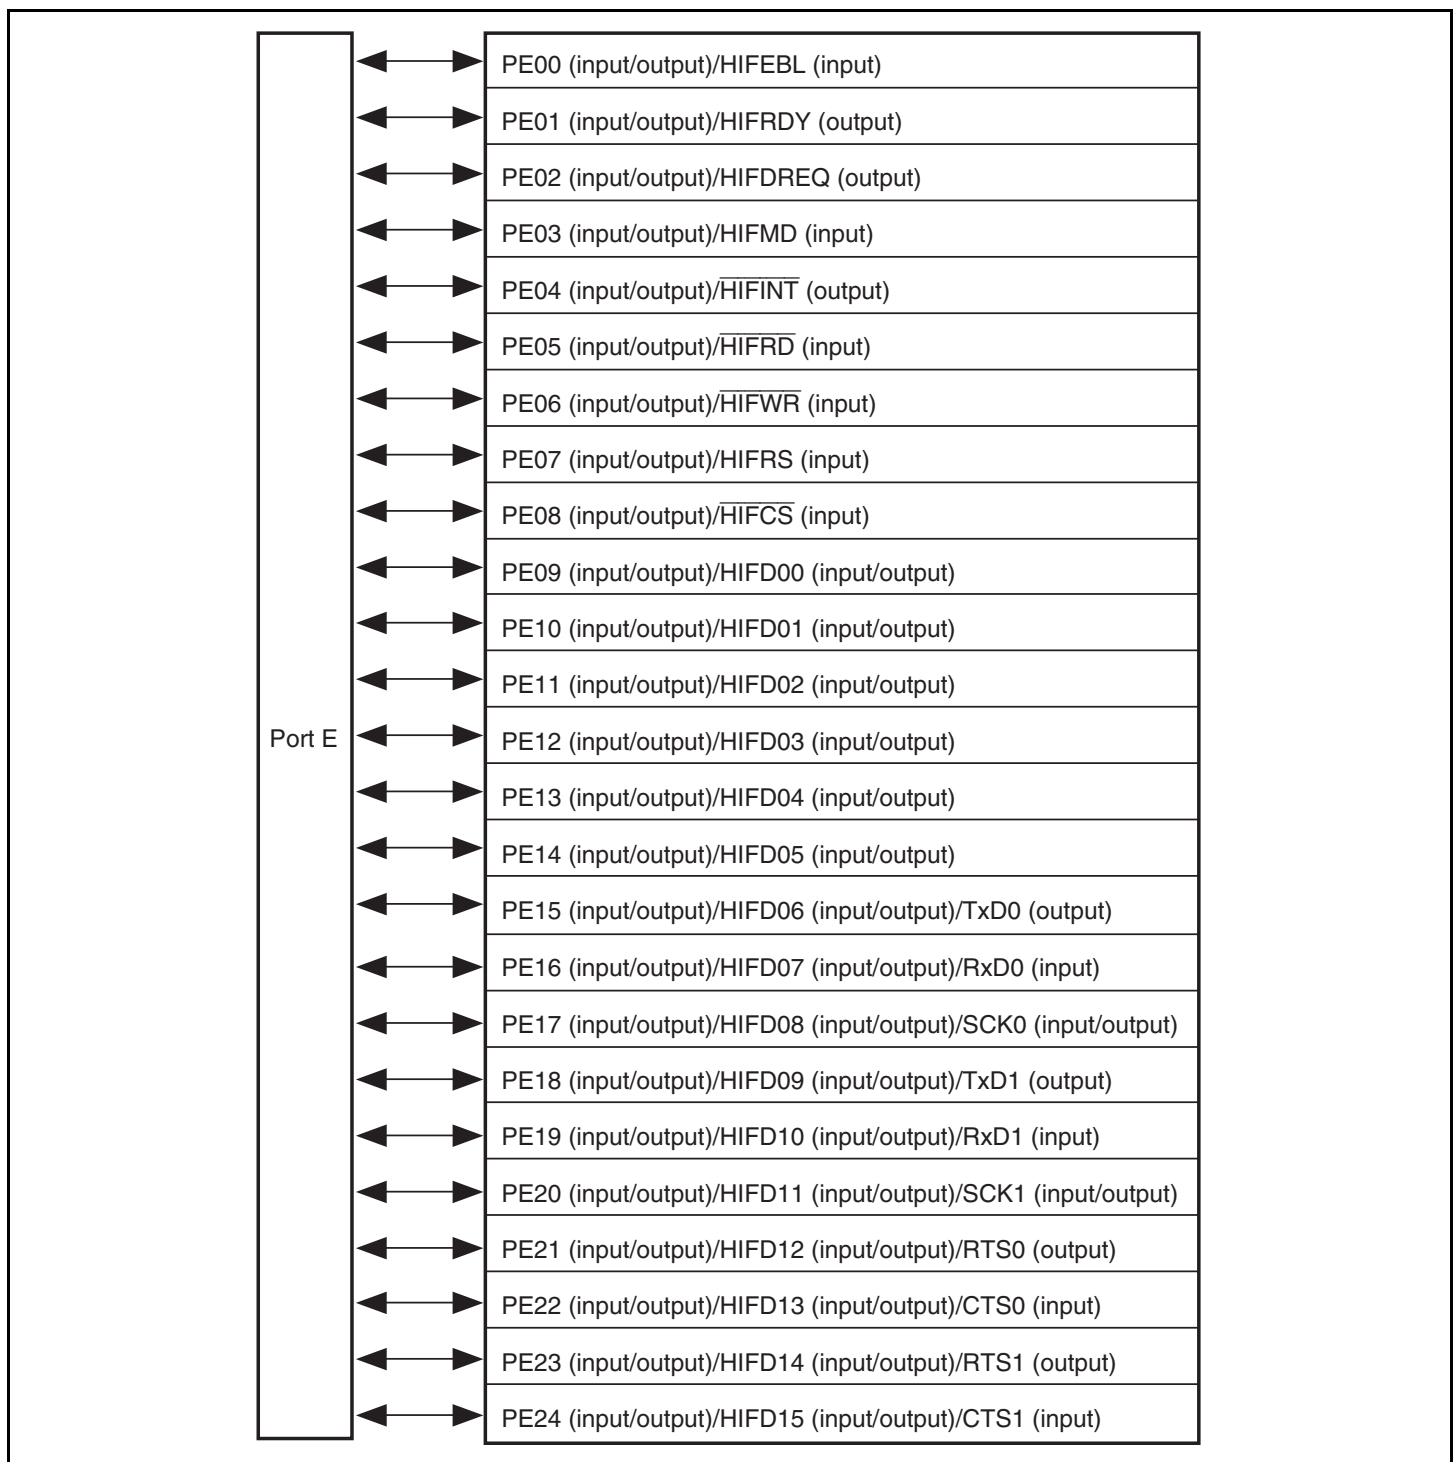 PE00 (input/output)/HIFEBL (input)
PE01 (input/output)/HIFRDY (output)
PE02 (input/output)/HIFDREQ (output)
PE03 (input/output)/HIFMD (input)
PE04 (input/output)/H̅I̅F̅I̅N̅T̅ (output)
PE05 (input/output)/H̅I̅F̅R̅D̅ (input)
PE06 (input/output)/H̅I̅F̅W̅R̅ (input)
PE07 (input/output)/HIFRS (input)
PE08 (input/output)/H̅I̅F̅C̅S̅ (input)
PE09 (input/output)/HIFD00 (input/output)
PE10 (input/output)/HIFD01 (input/output)
PE11 (input/output)/HIFD02 (input/output)
Port E
PE12 (input/output)/HIFD03 (input/output)
PE13 (input/output)/HIFD04 (input/output)
PE14 (input/output)/HIFD05 (input/output)
PE15 (input/output)/HIFD06 (input/output)/TxD0 (output)
PE16 (input/output)/HIFD07 (input/output)/RxD0 (input)
PE17 (input/output)/HIFD08 (input/output)/SCK0 (input/output)
PE18 (input/output)/HIFD09 (input/output)/TxD1 (output)
PE19 (input/output)/HIFD10 (input/output)/RxD1 (input)
PE20 (input/output)/HIFD11 (input/output)/SCK1 (input/output)
PE21 (input/output)/HIFD12 (input/output)/RTS0 (output)
PE22 (input/output)/HIFD13 (input/output)/CTS0 (input)
PE23 (input/output)/HIFD14 (input/output)/RTS1 (output)
PE24 (input/output)/HIFD15 (input/output)/CTS1 (input)